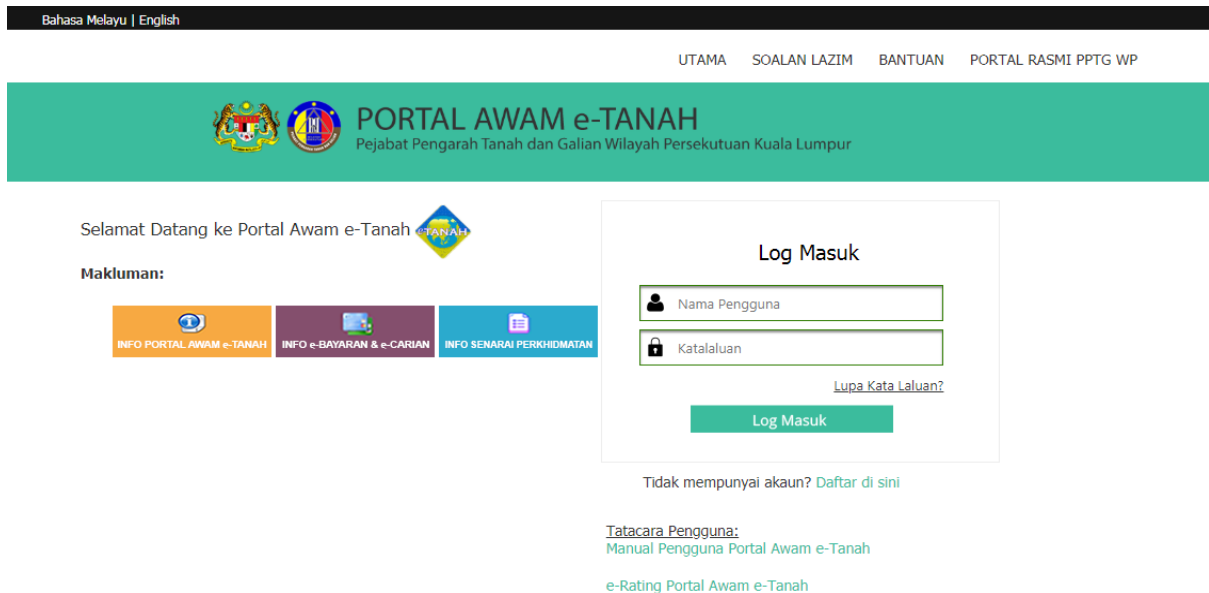 Bahasa Melayu | English
UTAMA SOALAN LAZIM BANTUAN PORTAL RASMI PPTG WP
PORTAL AWAM e-TANAH
Pejabat Pengarah Tanah dan Galian Wilayah Persekutuan Kuala Lumpur
Selamat Datang ke Portal Awam e-Tanah
eTANAH
Makluman:
INFO PORTAL AWAM e-TANAH
INFO e-BAYARAN & e-CARIAN
INFO SENARAI PERKHIDMATAN
Log Masuk
Nama Pengguna
Katalaluan
Lupa Kata Laluan?
Log Masuk
Tidak mempunyai akaun? Daftar di sini
Tatacara Pengguna:
Manual Pengguna Portal Awam e-Tanah
e-Rating Portal Awam e-Tanah